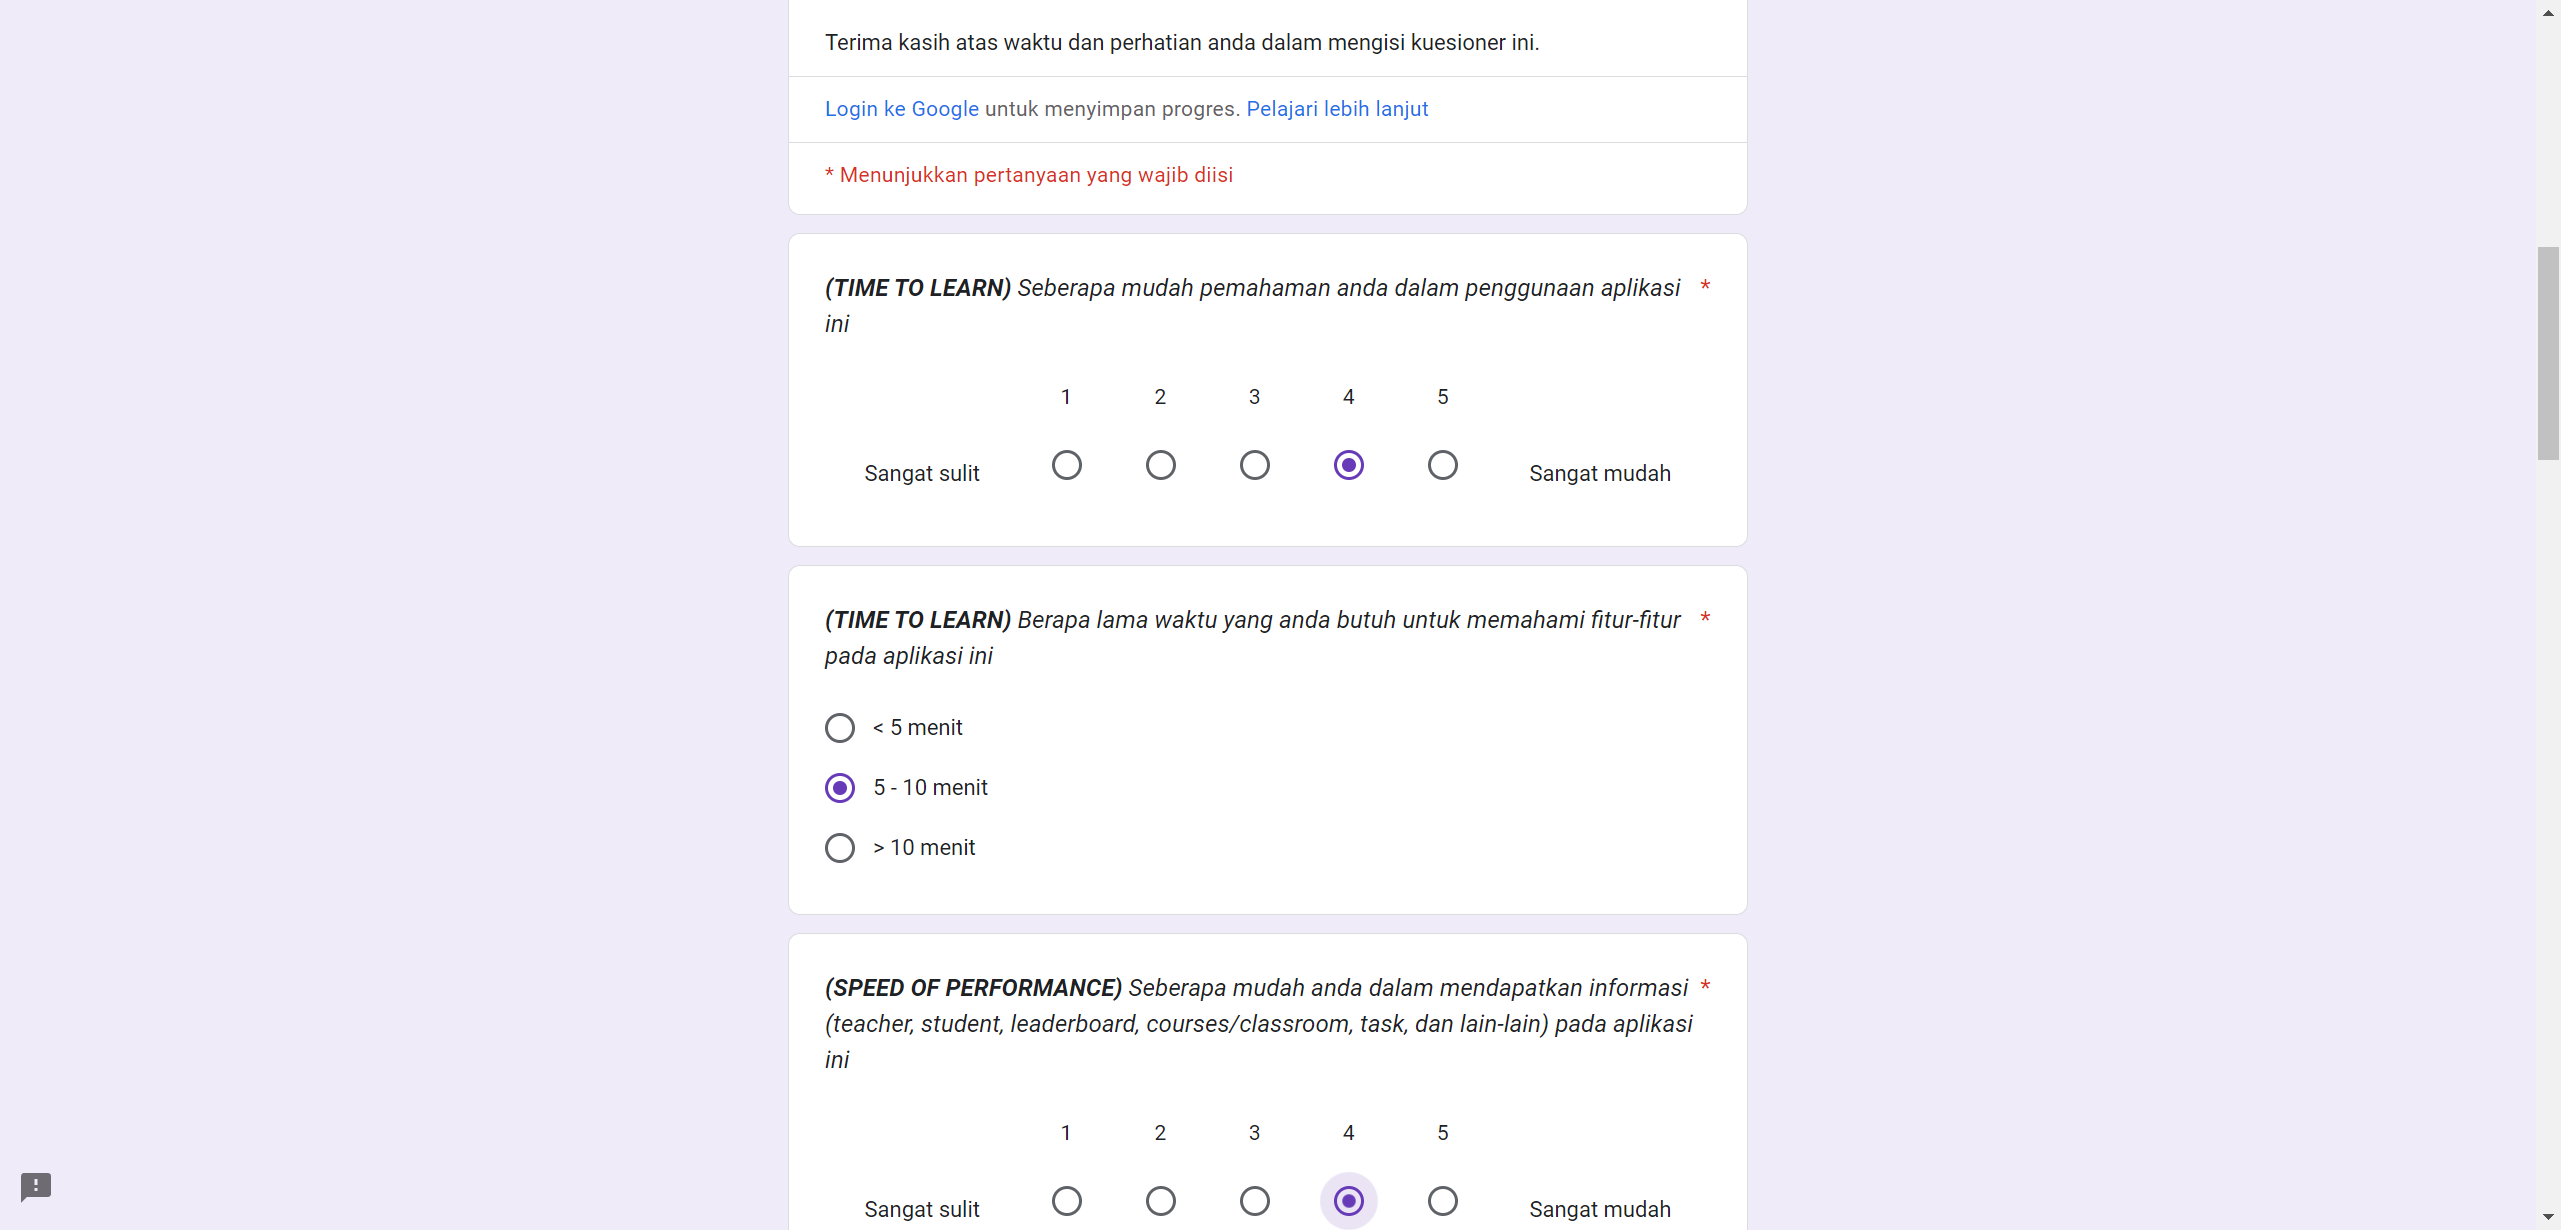 Terima kasih atas waktu dan perhatian anda dalam mengisi kuesioner ini.
Login ke Google untuk menyimpan progres. Pelajari lebih lanjut
* Menunjukkan pertanyaan yang wajib diisi
(TIME TO LEARN) Seberapa mudah pemahaman anda dalam penggunaan aplikasi *
ini
1 2 3 4 5
Sangat sulit Sangat mudah
(TIME TO LEARN) Berapa lama waktu yang anda butuh untuk memahami fitur-fitur *
pada aplikasi ini
< 5 menit
5 - 10 menit
> 10 menit
(SPEED OF PERFORMANCE) Seberapa mudah anda dalam mendapatkan informasi *
(teacher, student, leaderboard, courses/classroom, task, dan lain-lain) pada aplikasi
ini
1 2 3 4 5
Sangat sulit Sangat mudah